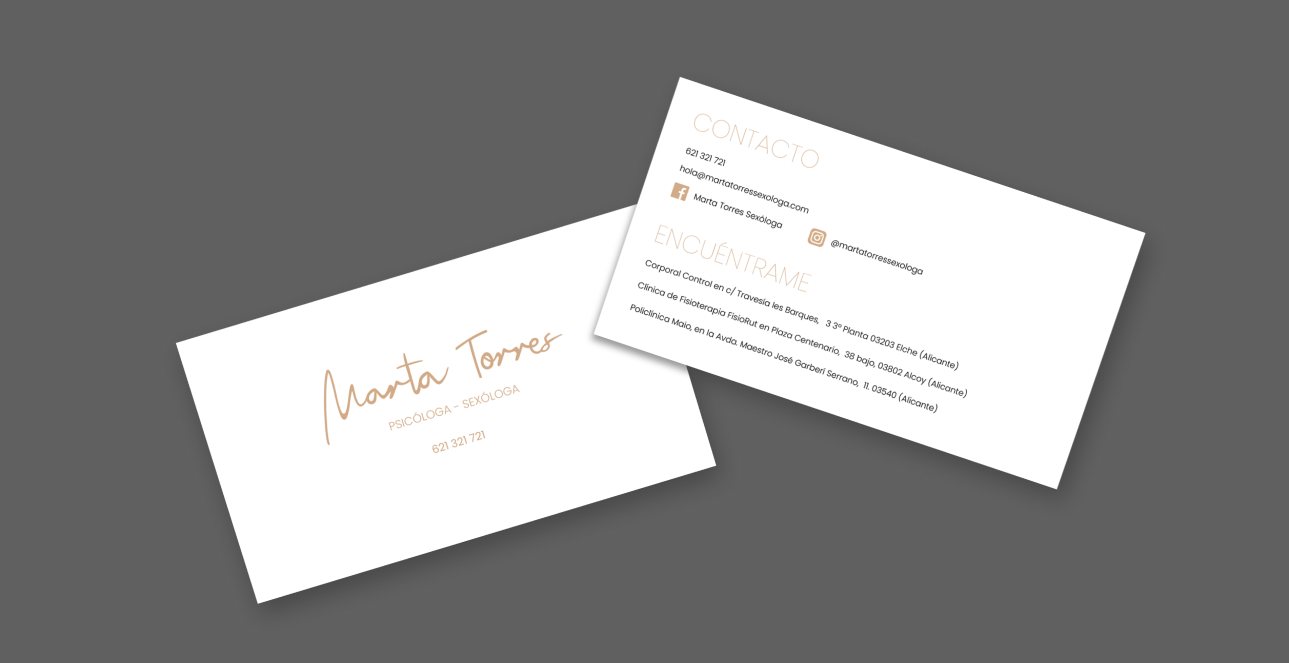 Marta Torres
PSICÓLOGA - SEXÓLOGA
621 321 721
CONTACTO
621 321 721
hola@martatorressexologa.com
Marta Torres Sexóloga
@martatorressexologa
ENCUÉNTRAME
Corporal Control en c/ Travesía les Barques, 3 3º Planta 03203 Elche (Alicante)
Clínica de Fisioterapia FisioRut en Plaza Centenario, 38 bajo, 03802 Alcoy (Alicante)
Policlínica Maio, en la Avda. Maestro José Garberí Serrano, 11. 03540 (Alicante)